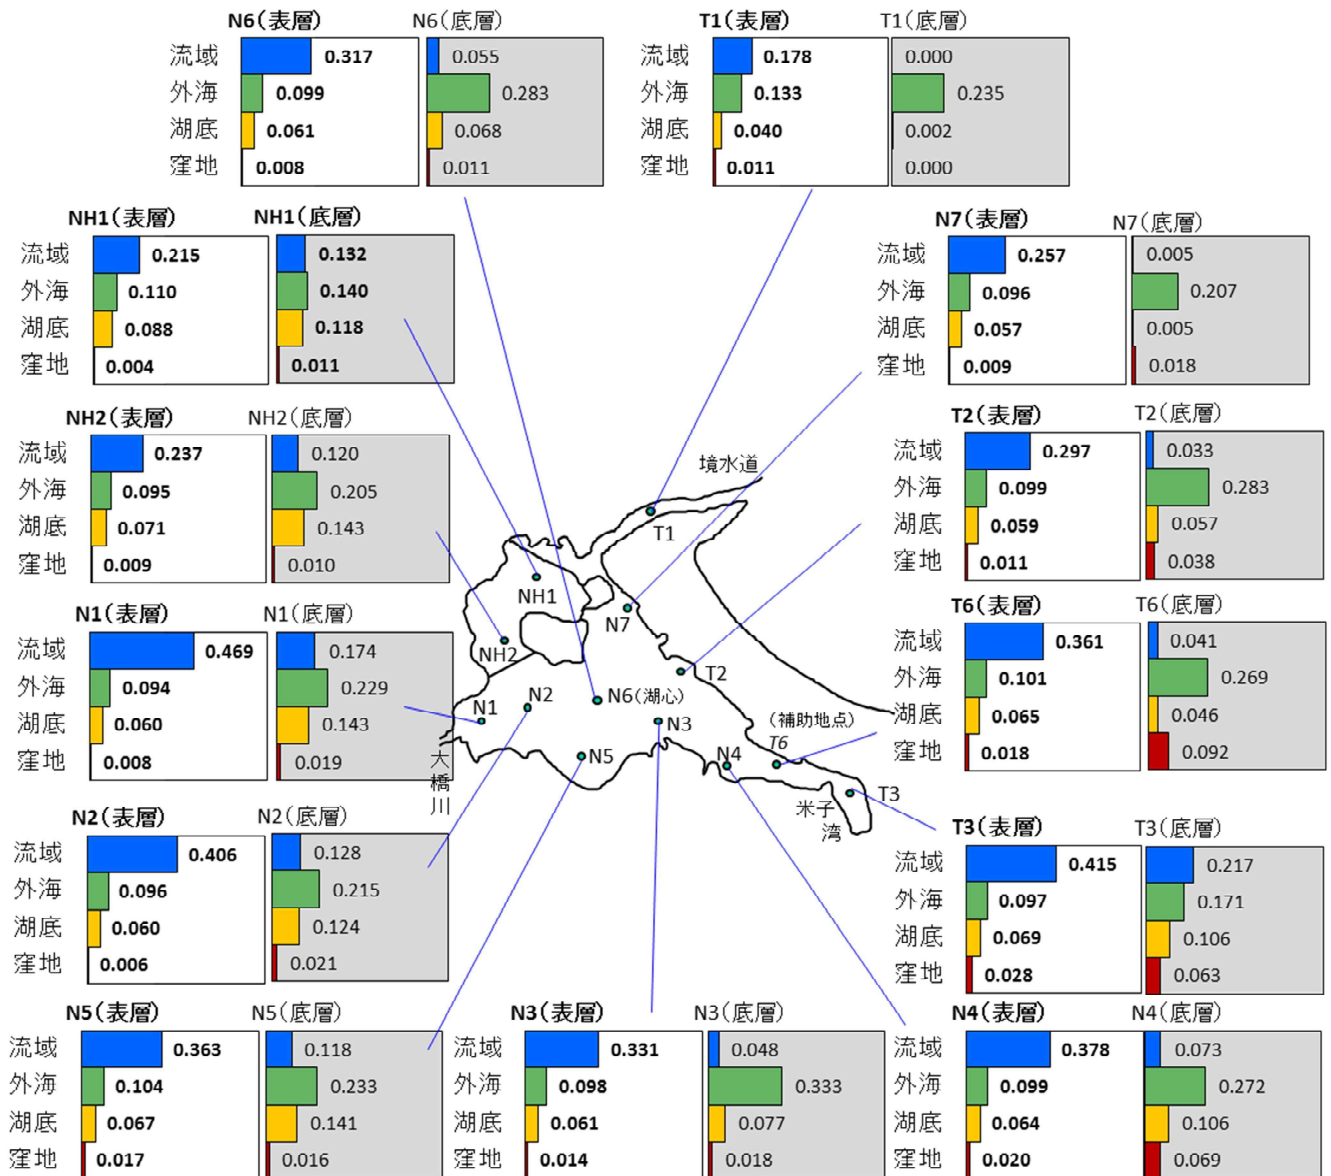 N6(表層) N6(底層)
流域 0.317 0.055
外海 0.099 0.283
湖底 0.061 0.068
窪地 0.008 0.011
T1(表層) T1(底層)
流域 0.178 0.000
外海 0.133 0.235
湖底 0.040 0.002
窪地 0.011 0.000
NH1(表層) NH1(底層)
流域 0.215 0.132
外海 0.110 0.140
湖底 0.088 0.118
窪地 0.004 0.011
N7(表層) N7(底層)
流域 0.257 0.005
外海 0.096 0.207
湖底 0.057 0.005
窪地 0.009 0.018
NH2(表層) NH2(底層)
流域 0.237 0.120
外海 0.095 0.205
湖底 0.071 0.143
窪地 0.009 0.010
T2(表層) T2(底層)
流域 0.297 0.033
外海 0.099 0.283
湖底 0.059 0.057
窪地 0.011 0.038
境水道
T1
NH1
N7
NH2
T2
N1
N2
N6(湖心)
N3
(補助地点)
T6
N5
N4
T3
大橋川
米子
湾
N1(表層) N1(底層)
流域 0.469 0.174
外海 0.094 0.229
湖底 0.060 0.143
窪地 0.008 0.019
T6(表層) T6(底層)
流域 0.361 0.041
外海 0.101 0.269
湖底 0.065 0.046
窪地 0.018 0.092
N2(表層) N2(底層)
流域 0.406 0.128
外海 0.096 0.215
湖底 0.060 0.124
窪地 0.006 0.021
T3(表層) T3(底層)
流域 0.415 0.217
外海 0.097 0.171
湖底 0.069 0.106
窪地 0.028 0.063
N5(表層) N5(底層)
流域 0.363 0.118
外海 0.104 0.233
湖底 0.067 0.141
窪地 0.017 0.016
N3(表層) N3(底層)
流域 0.331 0.048
外海 0.098 0.333
湖底 0.061 0.077
窪地 0.014 0.018
N4(表層) N4(底層)
流域 0.378 0.073
外海 0.099 0.272
湖底 0.064 0.106
窪地 0.020 0.069